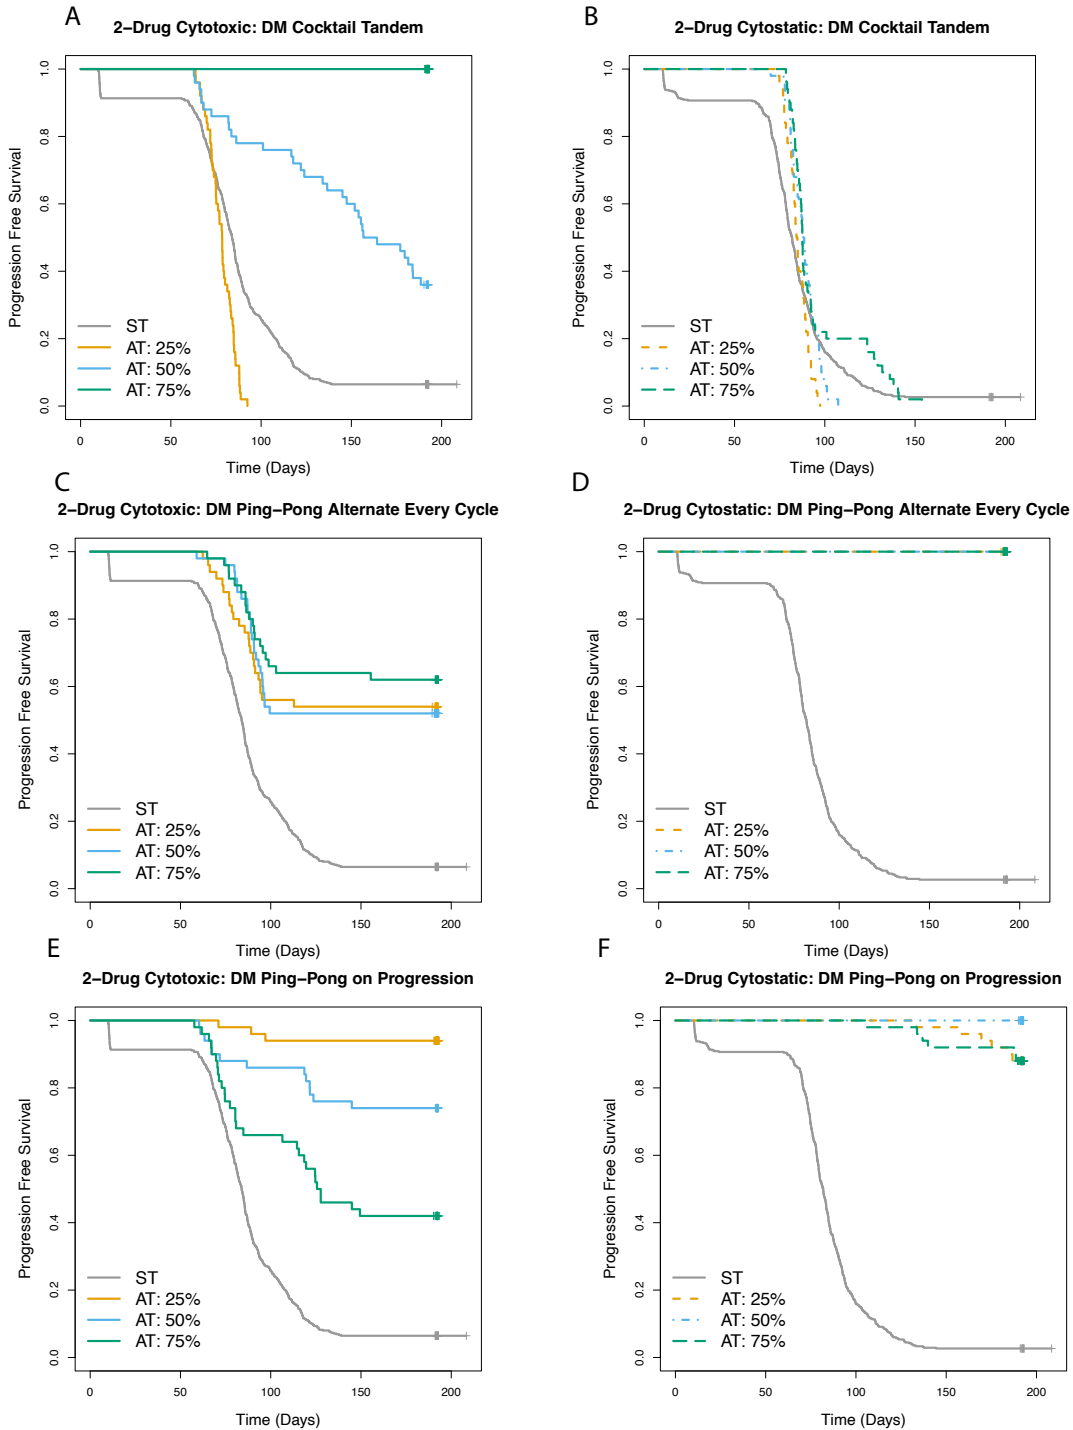 A
2–Drug Cytotoxic: DM Cocktail Tandem
Progression Free Survival
1.0
0.8
0.6
0.4
0.2
0.0
ST
AT: 25%
AT: 50%
AT: 75%
0 50 100 150 200
Time (Days)
B
2–Drug Cytostatic: DM Cocktail Tandem
Progression Free Survival
1.0
0.8
0.6
0.4
0.2
0.0
ST
AT: 25%
AT: 50%
AT: 75%
0 50 100 150 200
Time (Days)
C
2–Drug Cytotoxic: DM Ping–Pong Alternate Every Cycle
Progression Free Survival
1.0
0.8
0.6
0.4
0.2
0.0
ST
AT: 25%
AT: 50%
AT: 75%
0 50 100 150 200
Time (Days)
D
2–Drug Cytostatic: DM Ping–Pong Alternate Every Cycle
Progression Free Survival
1.0
0.8
0.6
0.4
0.2
0.0
ST
AT: 25%
AT: 50%
AT: 75%
0 50 100 150 200
Time (Days)
E
2–Drug Cytotoxic: DM Ping–Pong on Progression
Progression Free Survival
1.0
0.8
0.6
0.4
0.2
0.0
ST
AT: 25%
AT: 50%
AT: 75%
0 50 100 150 200
Time (Days)
F
2–Drug Cytostatic: DM Ping–Pong on Progression
Progression Free Survival
1.0
0.8
0.6
0.4
0.2
0.0
ST
AT: 25%
AT: 50%
AT: 75%
0 50 100 150 200
Time (Days)